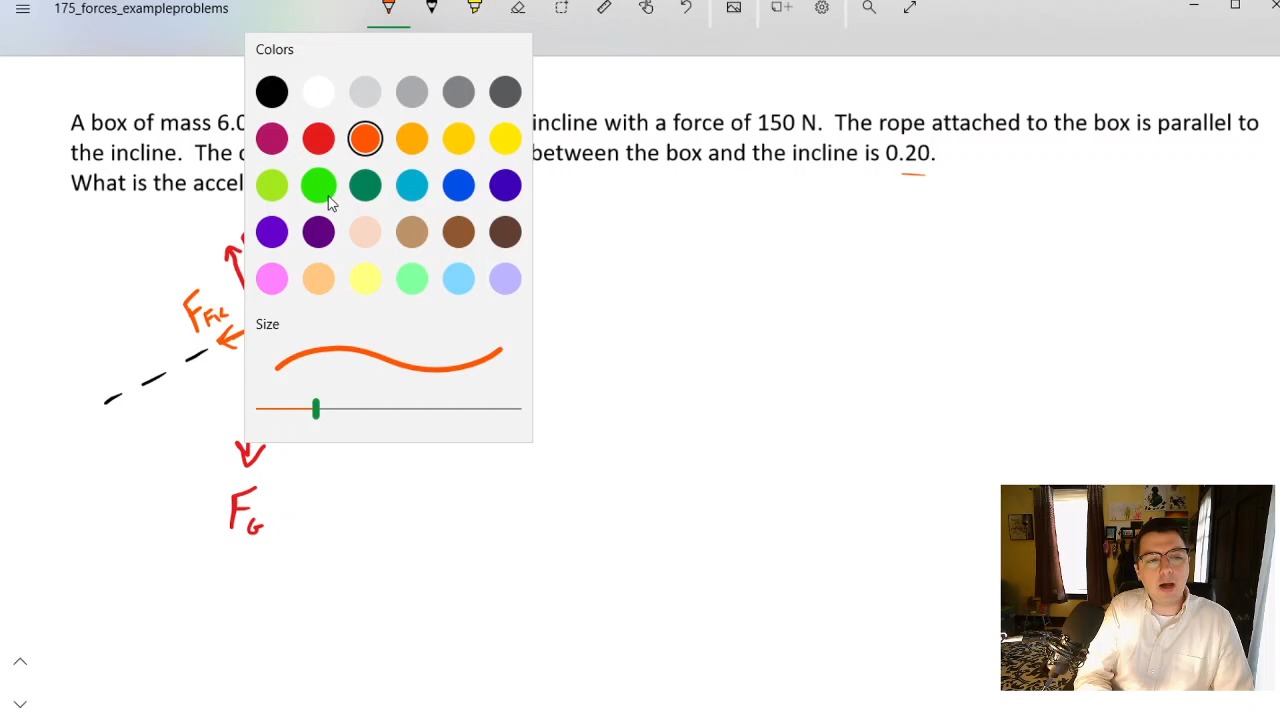 175_forces_exampleproblems
Colors
A box of mass 6.0 incline with a force of 150 N. The rope attached to the box is parallel to
the incline. The between the box and the incline is 0.20.
What is the accel
F
Size
F_G